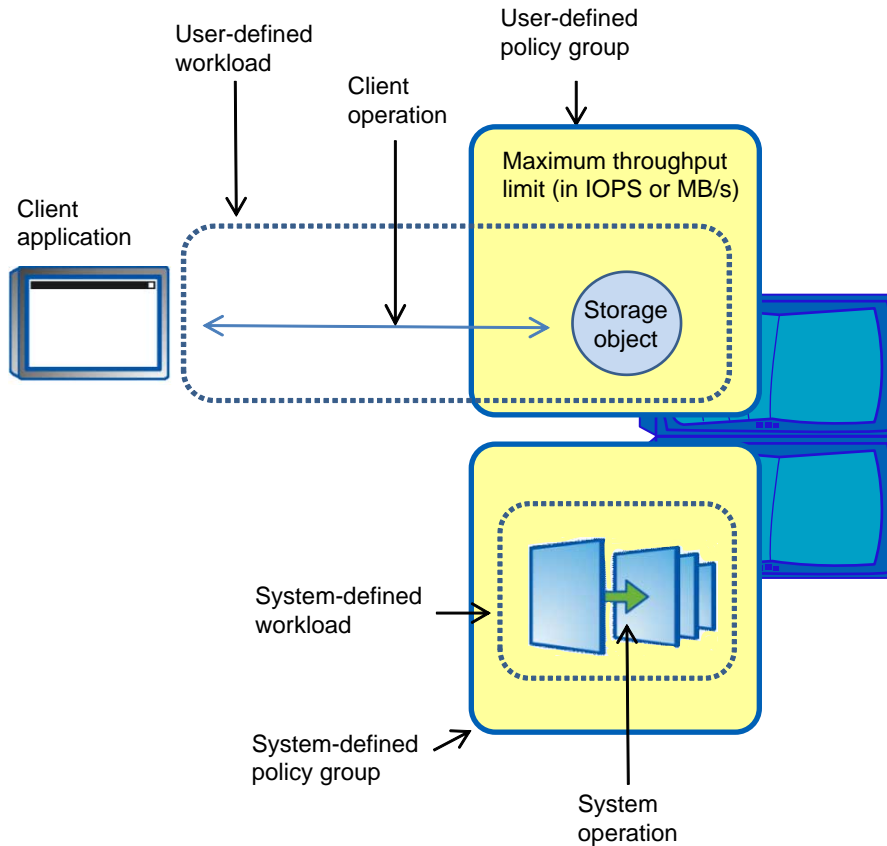 User-defined
workload
User-defined
policy group
Client
operation
Maximum throughput
limit (in IOPS or MB/s)
Client
application
Storage
object
System-defined
workload
System-defined
policy group
System
operation